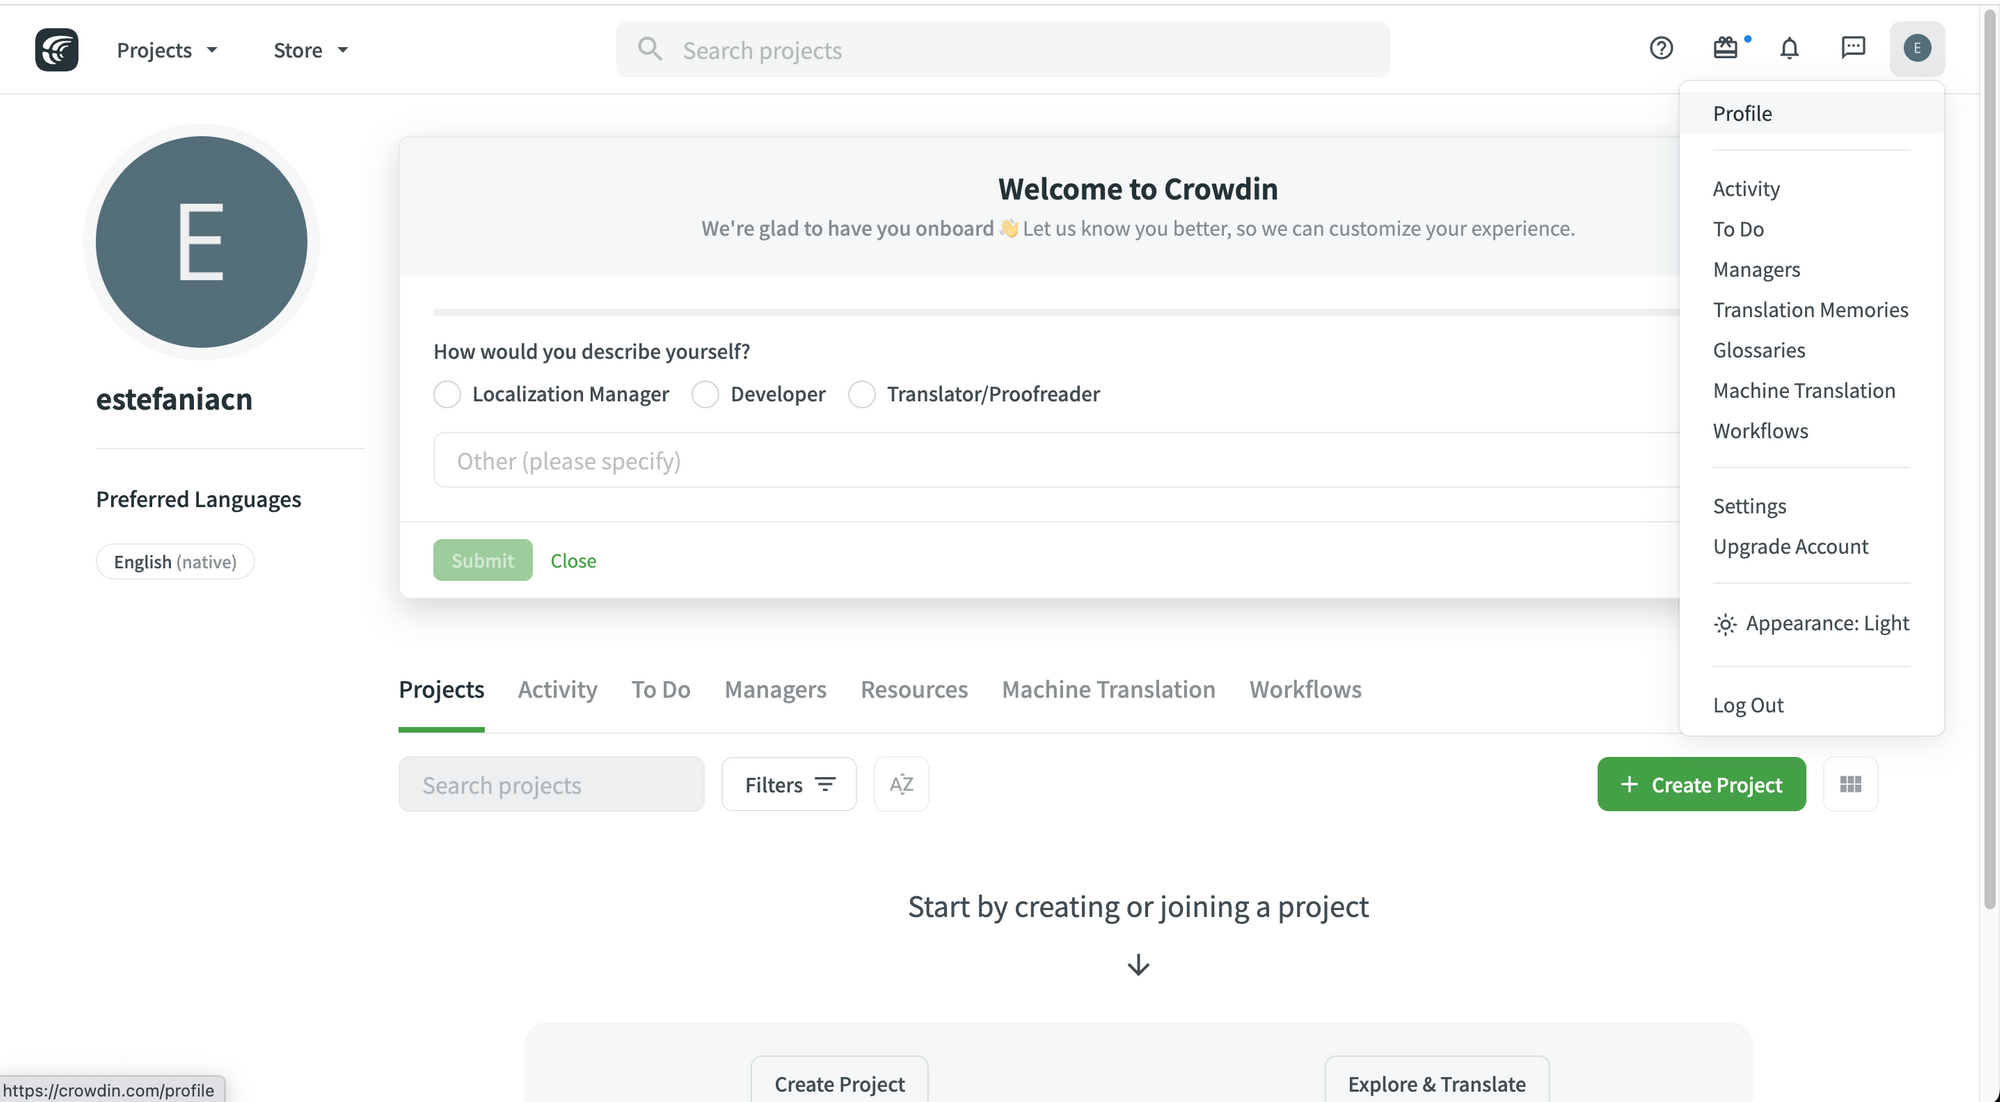 Projects
Store
Search projects
E
Profile
Activity
To Do
Managers
Translation Memories
Glossaries
Machine Translation
Workflows
Settings
Upgrade Account
Appearance: Light
Log Out
E
estefaniacn
Preferred Languages
English (native)
Welcome to Crowdin
We're glad to have you onboard 👋 Let us know you better, so we can customize your experience.
How would you describe yourself?
Localization Manager Developer Translator/Proofreader
Other (please specify)
Submit Close
Projects Activity To Do Managers Resources Machine Translation Workflows
Search projects Filters AZ + Create Project
Start by creating or joining a project
Create Project Explore & Translate
https://crowdin.com/profile